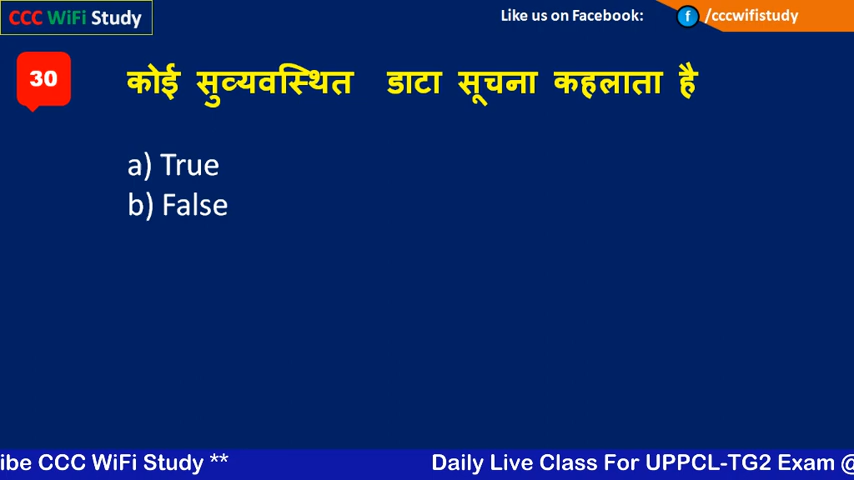 CCC WiFi Study
Like us on Facebook: f /cccwifistudy
30 कोई सुव्यवस्थित डाटा सूचना कहलाता है
a) True
b) False
ibe CCC WiFi Study ** Daily Live Class For UPPCL-TG2 Exam @